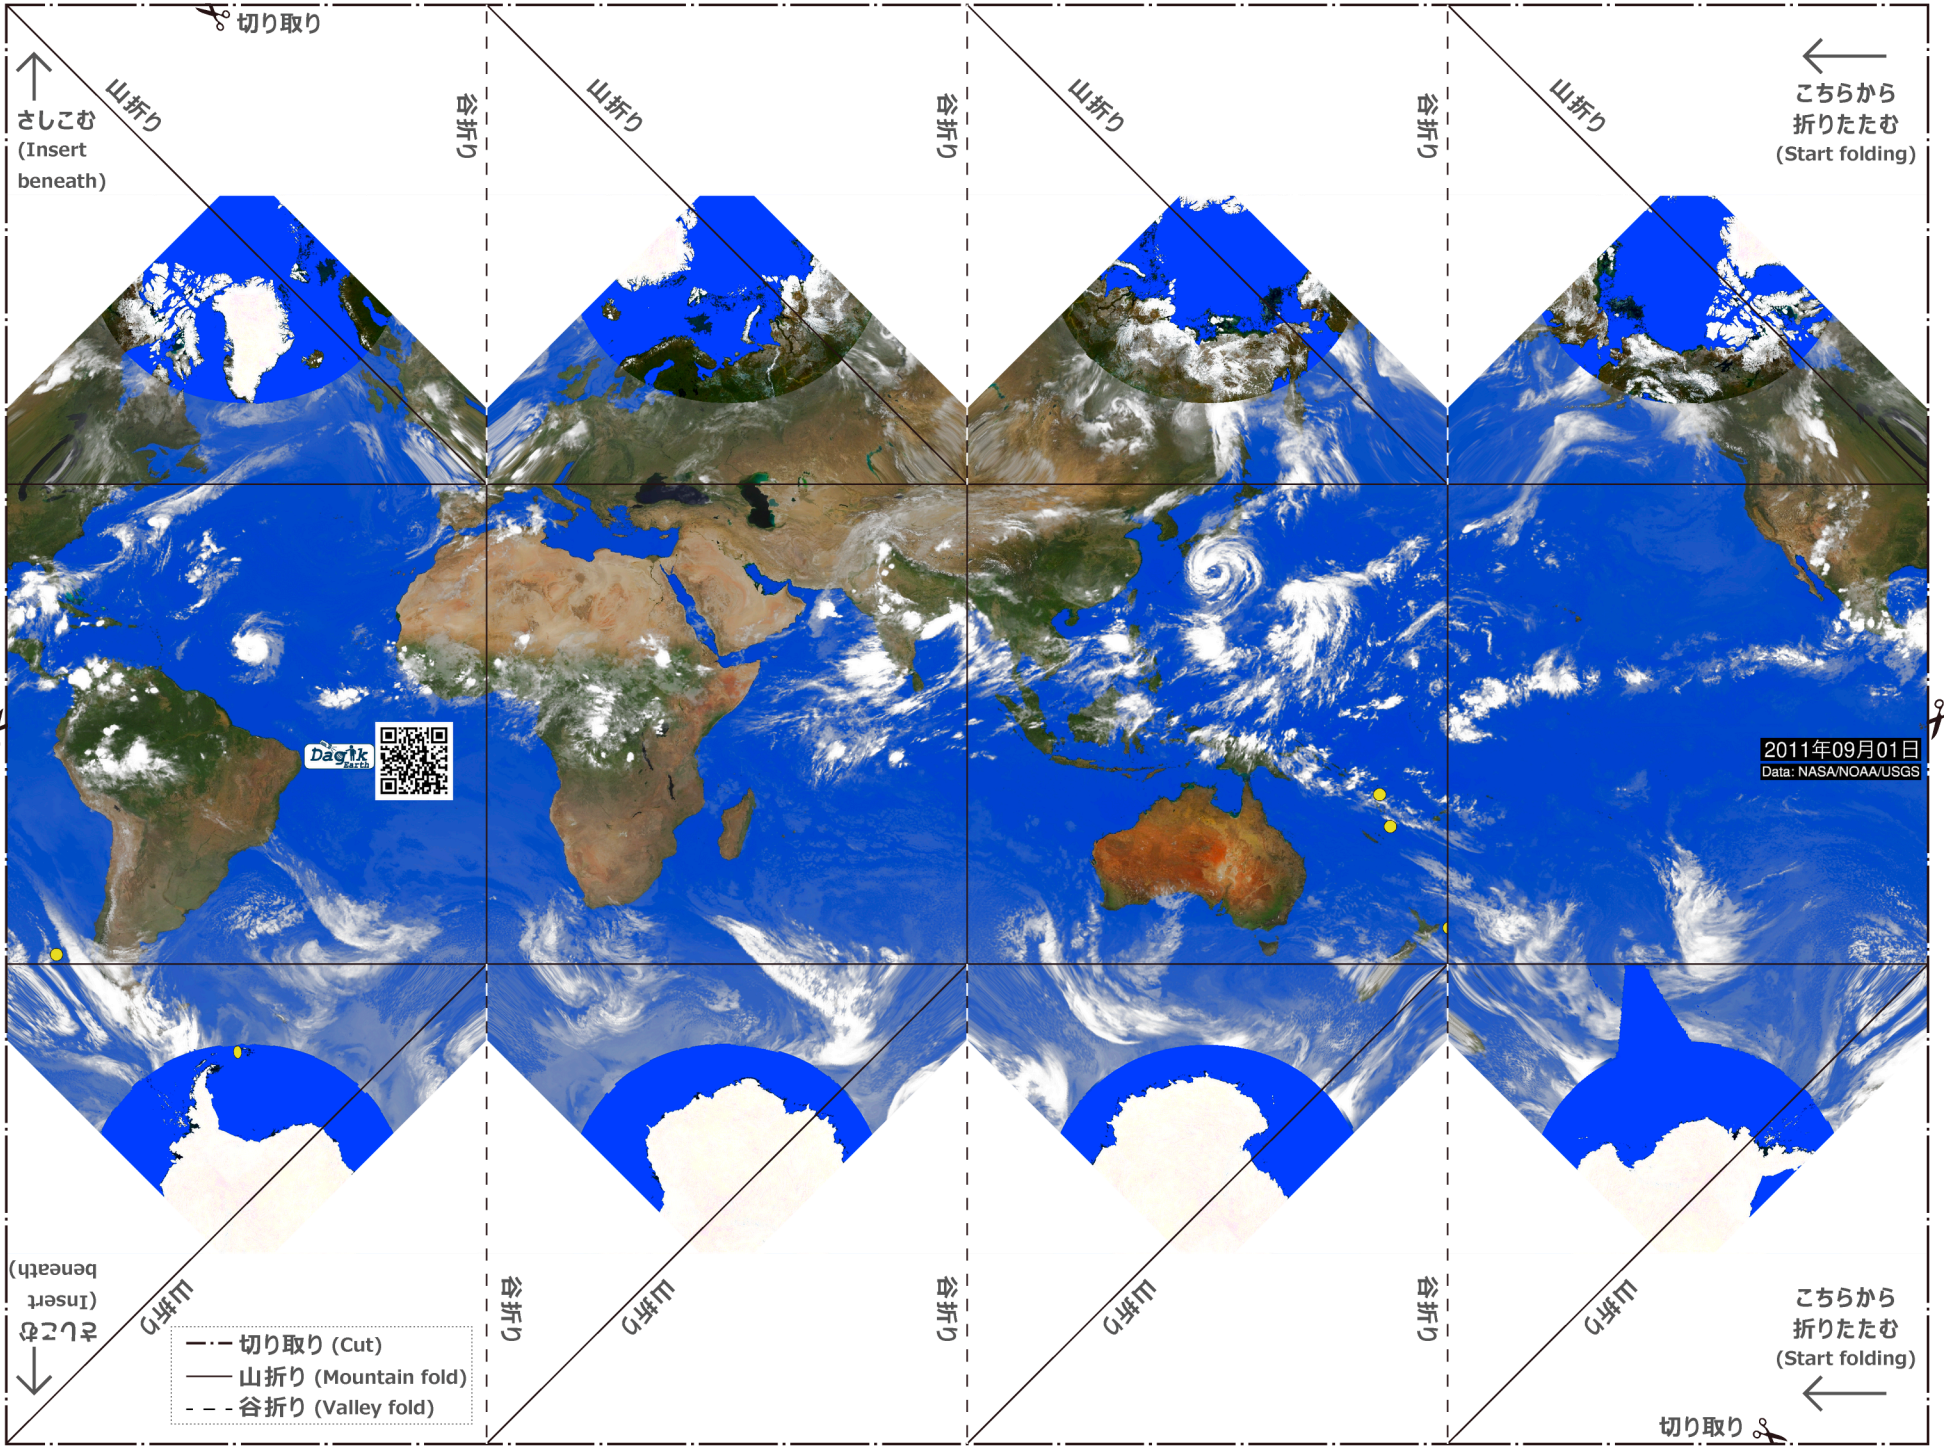 切り取り
さしこむ
(Insert
beneath)
山折り
谷折り
山折り
谷折り
山折り
谷折り
山折り
こちらから
折りたたむ
(Start folding)
Dagik
Earth
2011年09月01日
Data: NASA/NOAA/USGS
さしこむ
(Insert
beneath)
山折り
谷折り
山折り
谷折り
山折り
谷折り
山折り
こちらから
折りたたむ
(Start folding)
切り取り (Cut)
山折り (Mountain fold)
谷折り (Valley fold)
切り取り